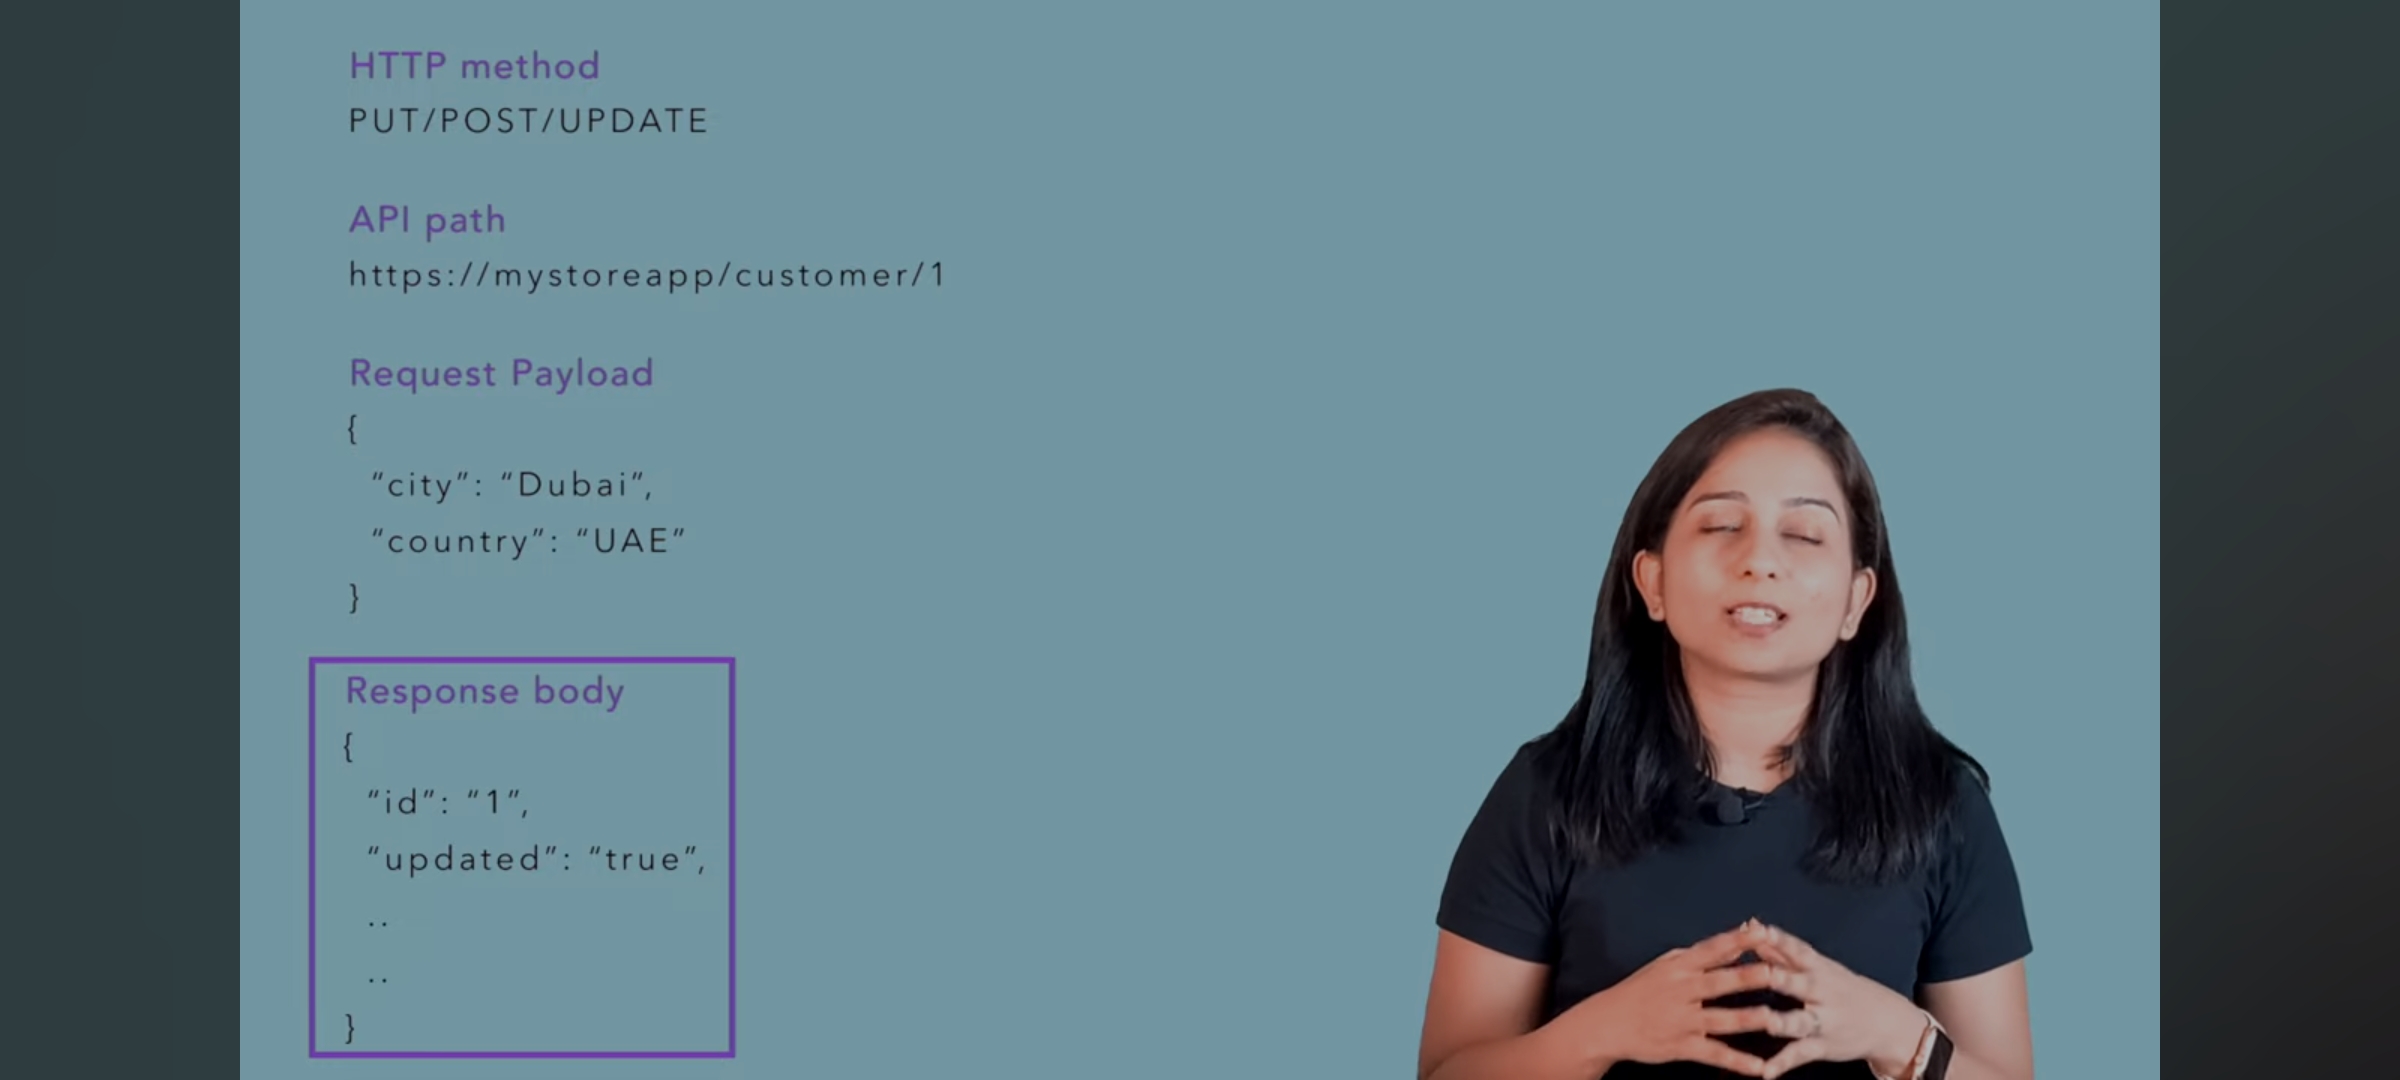 HTTP method
PUT/POST/UPDATE
API path
https://mystoreapp/customer/1
Request Payload
{
“city”: “Dubai”,
“country”: “UAE”
}
Response body
{
“id”: “1”,
“updated”: “true”,
..
..
}